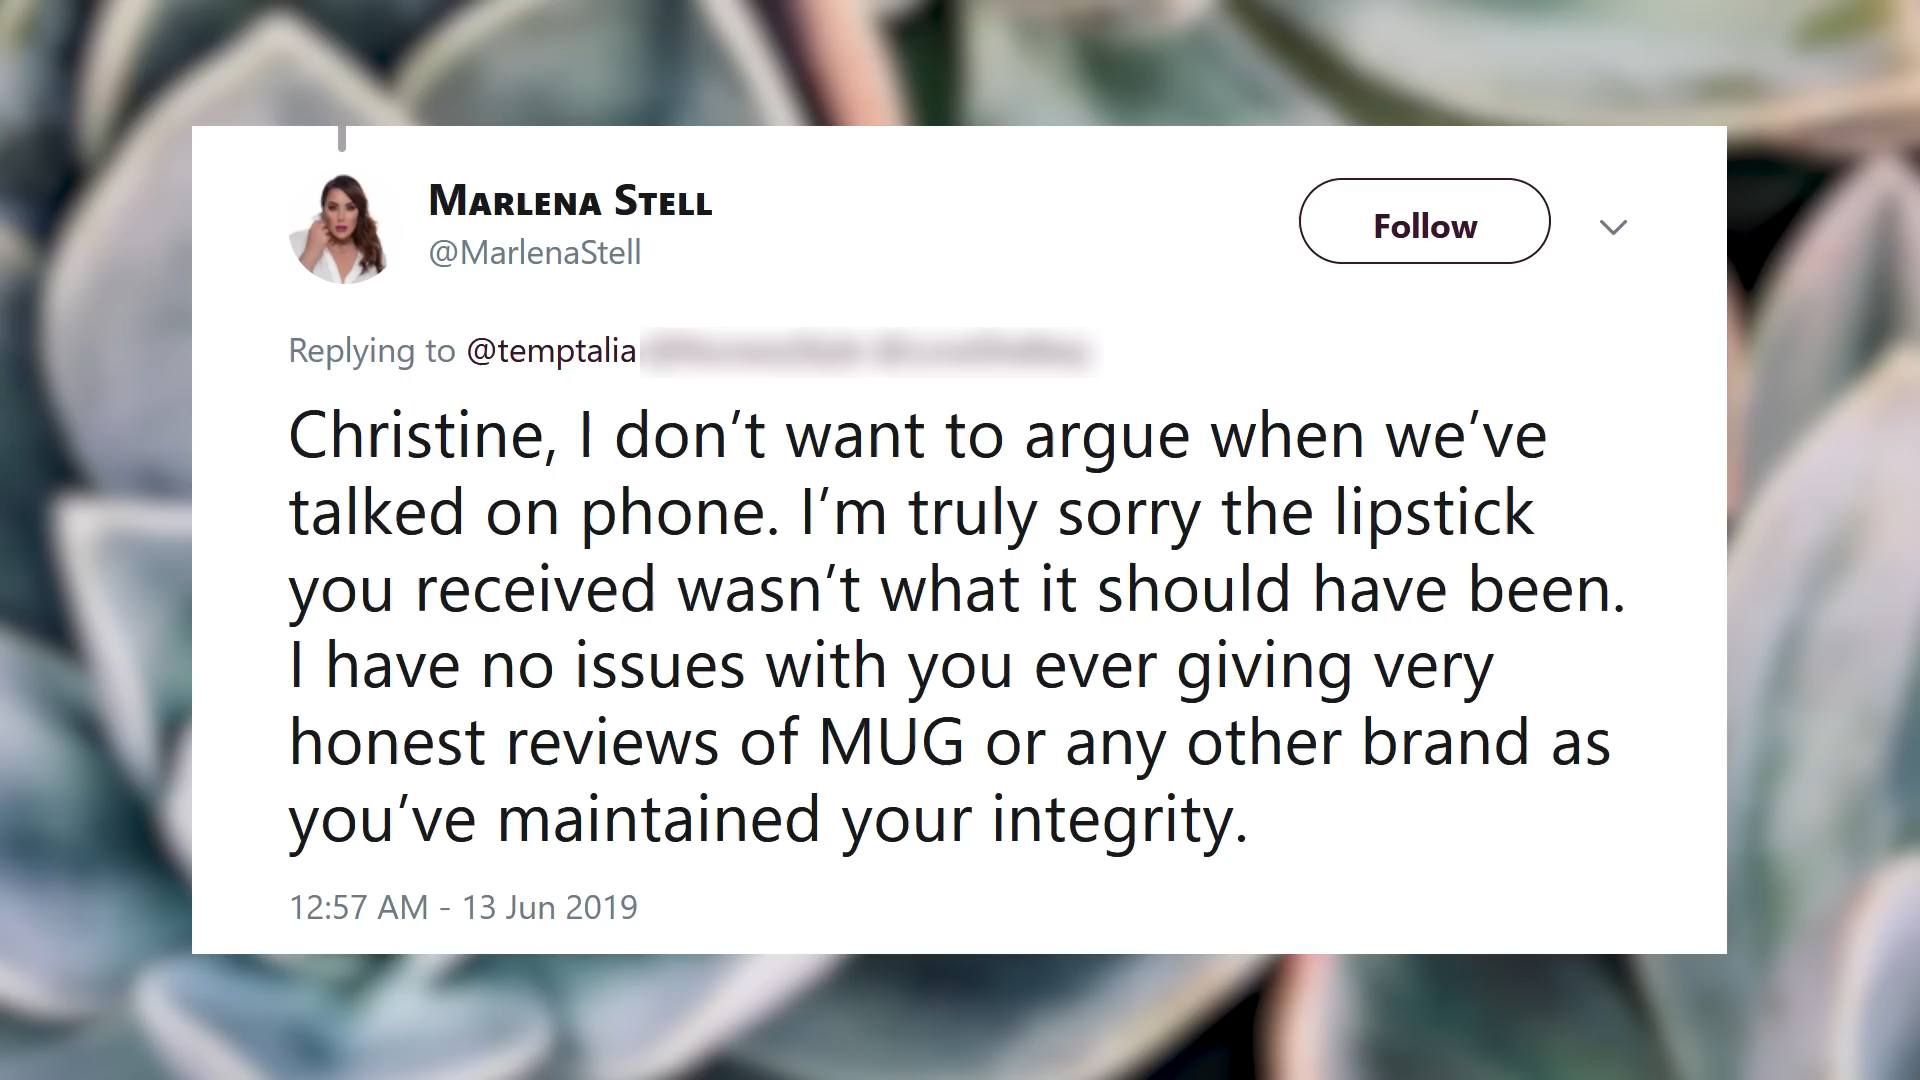 Marlena Stell
@MarlenaStell
Follow
Replying to @temptalia
Christine, I don’t want to argue when we’ve
talked on phone. I’m truly sorry the lipstick
you received wasn’t what it should have been.
I have no issues with you ever giving very
honest reviews of MUG or any other brand as
you’ve maintained your integrity.
12:57 AM - 13 Jun 2019